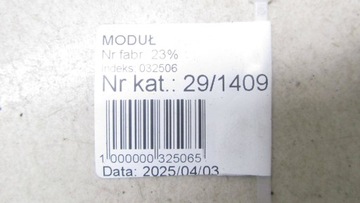 MODUŁ
Nr fabr. 23%
Indeks: 032506
Nr kat.: 29/1409
1 000000 325065
Data: 2025/04/03